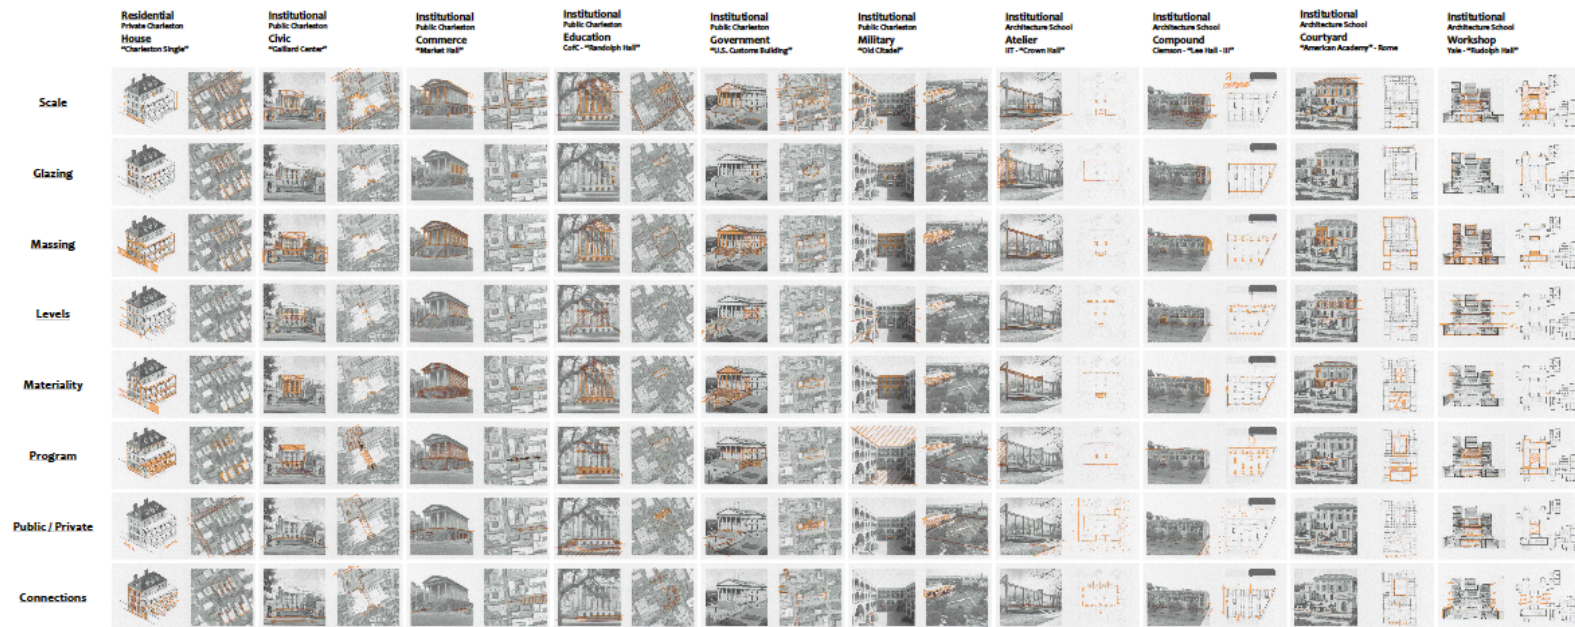 Residential
Private Charleston
House
"Charleston Single"
Institutional
Public Charleston
Civic
"Gaillard Center"
Institutional
Public Charleston
Commerce
"Market Hall"
Institutional
Public Charleston
Education
CofC - "Randolph Hall"
Institutional
Public Charleston
Government
"U.S. Customs Building"
Institutional
Public Charleston
Military
"Old Citadel"
Institutional
Architecture School
Atelier
IIT - "Crown Hall"
Institutional
Architecture School
Compound
Clemson - "Lee Hall - III"
Institutional
Architecture School
Courtyard
"American Academy" - Rome
Institutional
Architecture School
Workshop
Yale - "Rudolph Hall"
Scale
Glazing
Massing
Levels
Materiality
Program
Public / Private
Connections